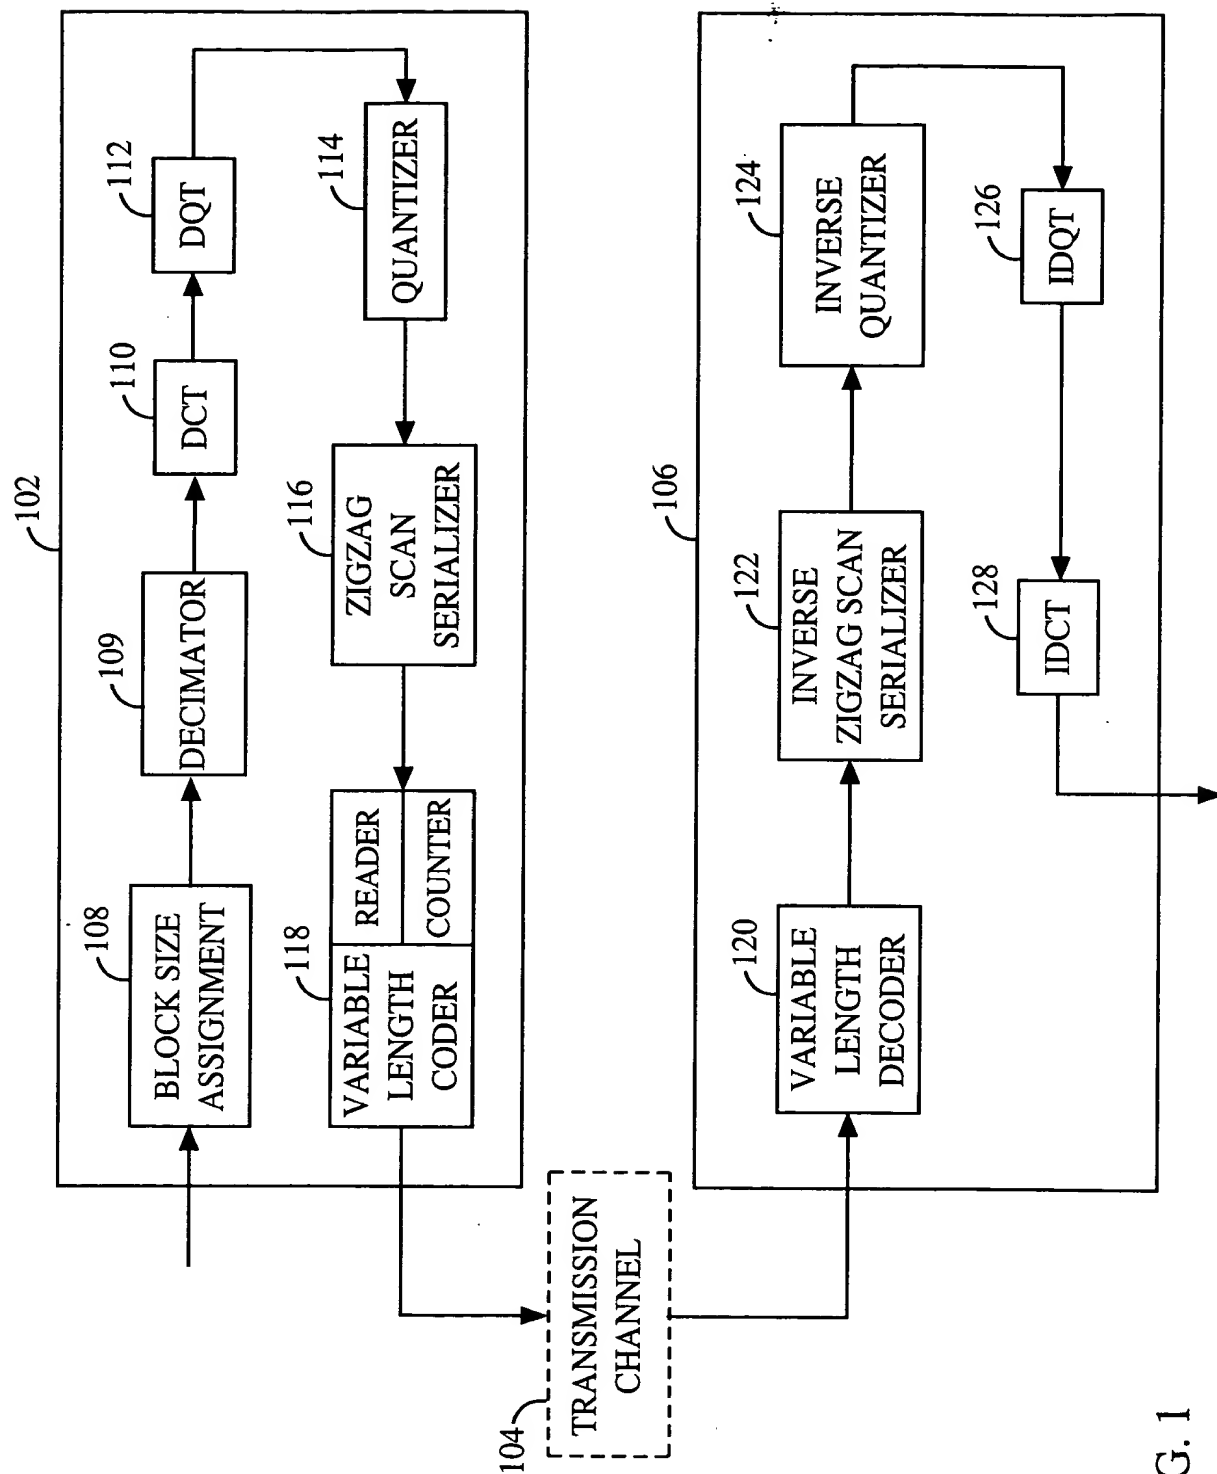 102
108
BLOCK SIZE
ASSIGNMENT
109
DECIMATOR
110
DCT
112
DQT
118
VARIABLE
LENGTH
CODER
READER
COUNTER
116
ZIGZAG
SCAN
SERIALIZER
114
QUANTIZER
104
TRANSMISSION
CHANNEL
106
120
VARIABLE
LENGTH
DECODER
122
INVERSE
ZIGZAG SCAN
SERIALIZER
124
INVERSE
QUANTIZER
128
IDCT
126
IDQT
G. 1